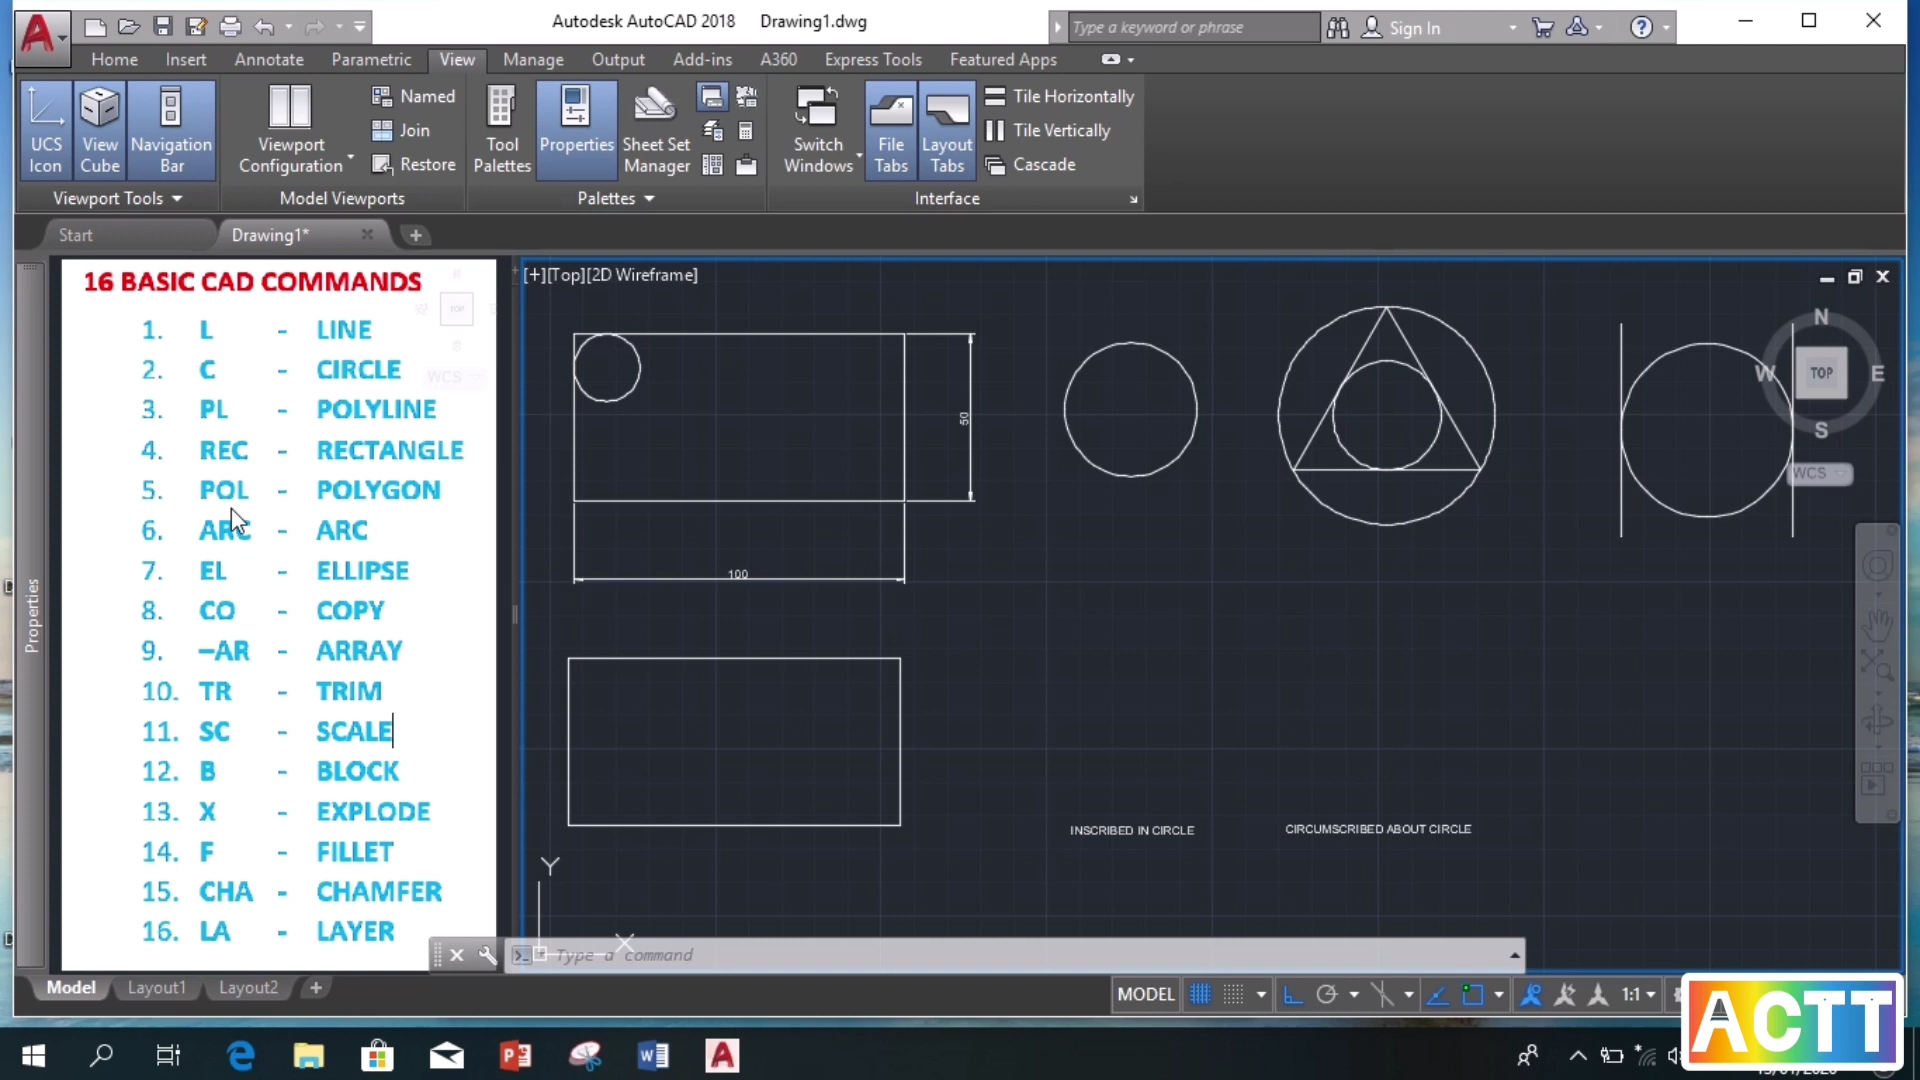 Autodesk AutoCAD 2018 Drawing1.dwg
Type a keyword or phrase
Sign In
Home Insert Annotate Parametric View Manage Output Add-ins A360 Express Tools Featured Apps
UCS Icon
View Cube
Navigation Bar
Viewport Configuration
Named
Join
Restore
Tool Palettes
Properties
Sheet Set Manager
Switch Windows
File Tabs
Layout Tabs
Tile Horizontally
Tile Vertically
Cascade
Viewport Tools
Model Viewports
Palettes
Interface
Start
Drawing1*
16 BASIC CAD COMMANDS
1. L - LINE
2. C - CIRCLE
3. PL - POLYLINE
4. REC - RECTANGLE
5. POL - POLYGON
6. ARC - ARC
7. EL - ELLIPSE
8. CO - COPY
9. –AR - ARRAY
10. TR - TRIM
11. SC - SCALE
12. B - BLOCK
13. X - EXPLODE
14. F - FILLET
15. CHA - CHAMFER
16. LA - LAYER
TOP
WCS
Properties
[+][Top][2D Wireframe]
50
100
N
W TOP E
S
WCS
INSCRIBED IN CIRCLE
CIRCUMSCRIBED ABOUT CIRCLE
Y
X
Type a command
Model Layout1 Layout2
MODEL
1:1
ACTT